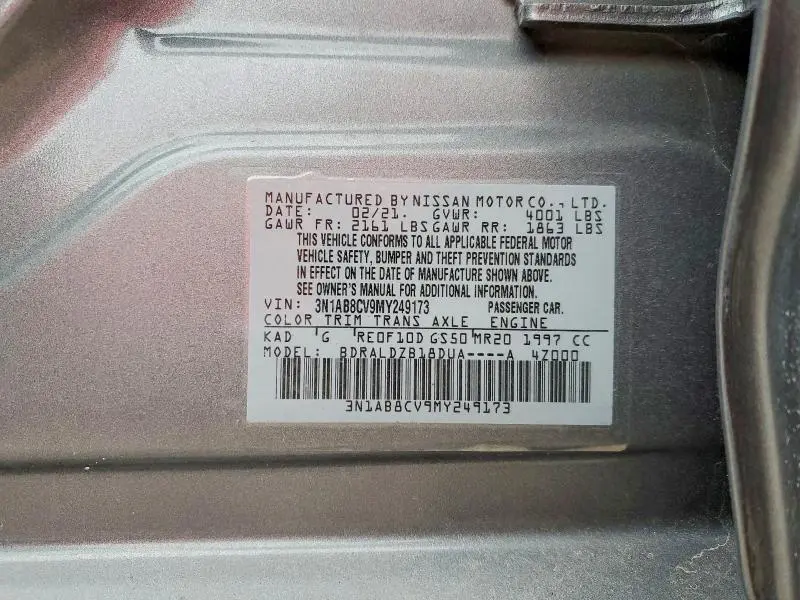 MANUFACTURED BY NISSAN MOTOR CO., LTD.
DATE: 02/21. GVWR: 4001 LBS
GAWR FR: 2161 LBS GAWR RR: 1863 LBS
THIS VEHICLE CONFORMS TO ALL APPLICABLE FEDERAL MOTOR
VEHICLE SAFETY, BUMPER AND THEFT PREVENTION STANDARDS
IN EFFECT ON THE DATE OF MANUFACTURE SHOWN ABOVE.
SEE OWNER'S MANUAL FOR ADDITIONAL INFORMATION.
VIN: 3N1AB8CV9MY249173 PASSENGER CAR.
COLOR TRIM TRANS AXLE ENGINE
KAD G RE0F10D GS50 MR20 1997 CC
MODEL: BDRALDZB18DUA----A 4Z000
3N1AB8CV9MY249173